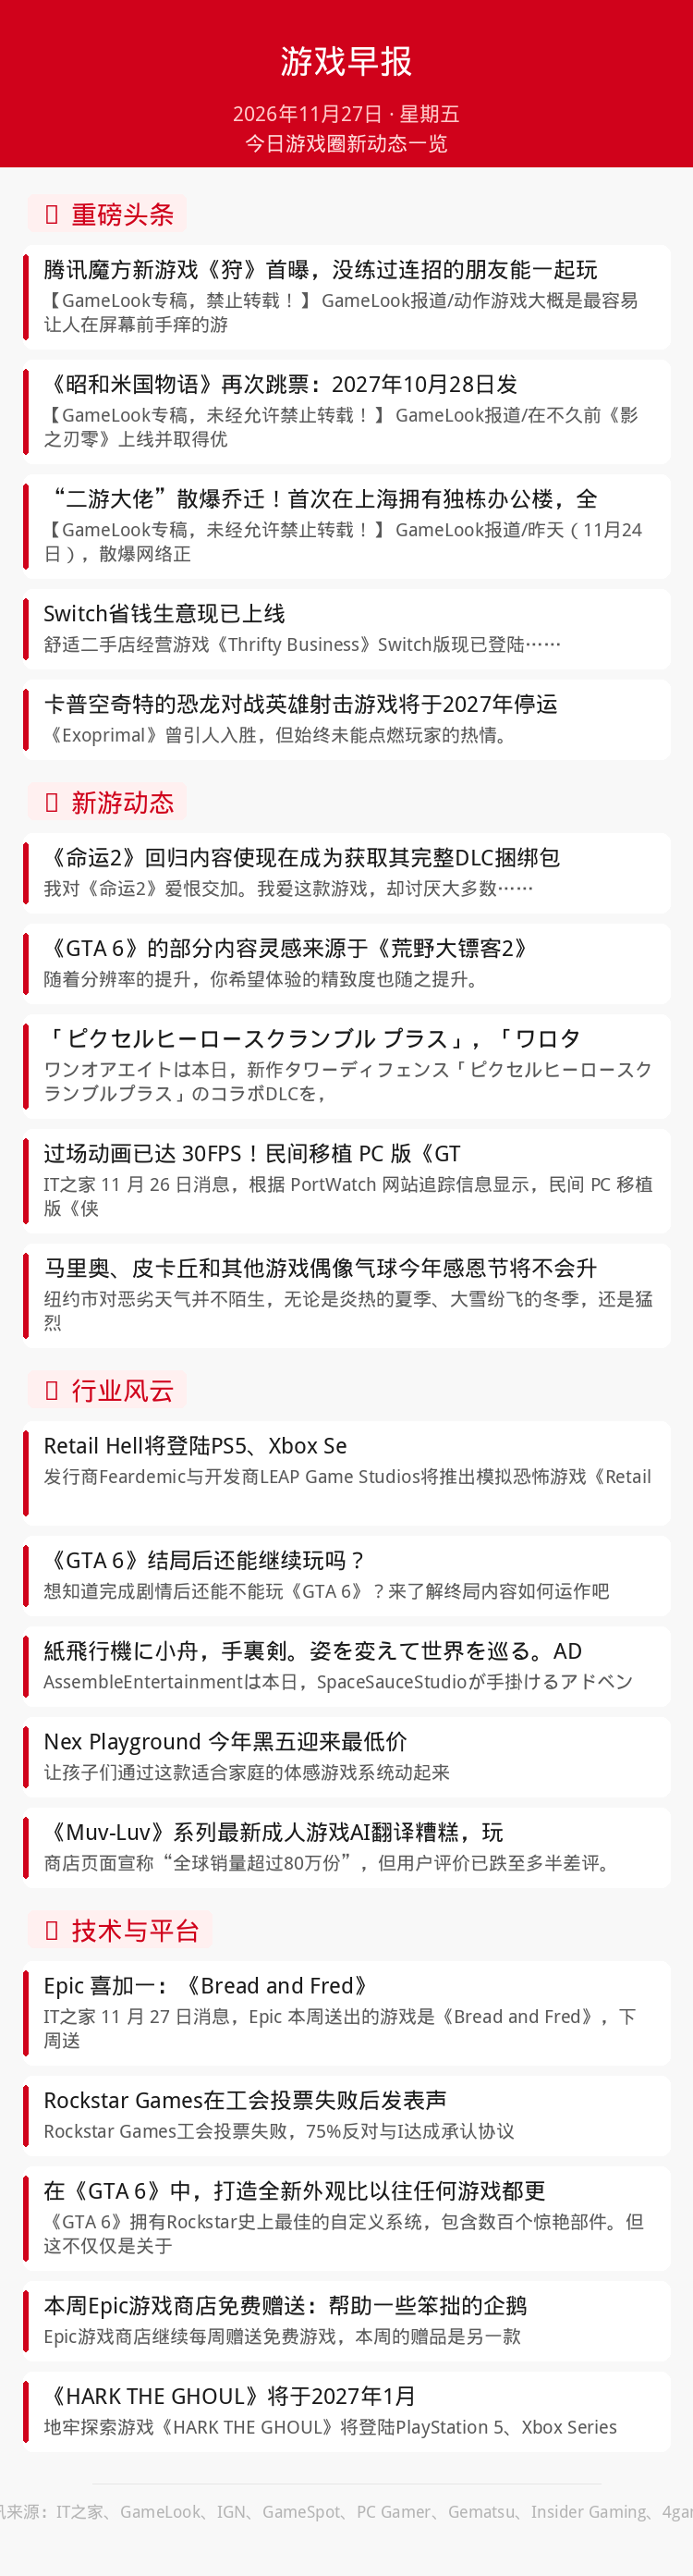 游戏早报
2026年11月27日 · 星期五
今日游戏圈新动态一览
重磅头条
腾讯魔方新游戏《狩》首曝，没练过连招的朋友能一起玩
【GameLook专稿，禁止转载！】GameLook报道/动作游戏大概是最容易
让人在屏幕前手痒的游
《昭和米国物语》再次跳票：2027年10月28日发
【GameLook专稿，未经允许禁止转载！】GameLook报道/在不久前《影
之刃零》上线并取得优
“二游大佬”散爆乔迁！首次在上海拥有独栋办公楼，全
【GameLook专稿，未经允许禁止转载！】GameLook报道/昨天（11月24
日），散爆网络正
Switch省钱生意现已上线
舒适二手店经营游戏《Thrifty Business》Switch版现已登陆……
卡普空奇特的恐龙对战英雄射击游戏将于2027年停运
《Exoprimal》曾引人入胜，但始终未能点燃玩家的热情。
新游动态
《命运2》回归内容使现在成为获取其完整DLC捆绑包
我对《命运2》爱恨交加。我爱这款游戏，却讨厌大多数……
《GTA 6》的部分内容灵感来源于《荒野大镖客2》
随着分辨率的提升，你希望体验的精致度也随之提升。
「ピクセルヒーロースクランブル プラス」，「ワロタ
ワンオアエイトは本日，新作タワーディフェンス「ピクセルヒーロースク
ランブルプラス」のコラボDLCを，
过场动画已达 30FPS！民间移植 PC 版《GT
IT之家 11 月 26 日消息，根据 PortWatch 网站追踪信息显示，民间 PC 移植
版《侠
马里奥、皮卡丘和其他游戏偶像气球今年感恩节将不会升
纽约市对恶劣天气并不陌生，无论是炎热的夏季、大雪纷飞的冬季，还是猛
烈
行业风云
Retail Hell将登陆PS5、Xbox Se
发行商Feardemic与开发商LEAP Game Studios将推出模拟恐怖游戏《Retail
《GTA 6》结局后还能继续玩吗？
想知道完成剧情后还能不能玩《GTA 6》？来了解终局内容如何运作吧
紙飛行機に小舟，手裏剣。姿を変えて世界を巡る。AD
AssembleEntertainmentは本日，SpaceSauceStudioが手掛けるアドベン
Nex Playground 今年黑五迎来最低价
让孩子们通过这款适合家庭的体感游戏系统动起来
《Muv-Luv》系列最新成人游戏AI翻译糟糕，玩
商店页面宣称“全球销量超过80万份”，但用户评价已跌至多半差评。
技术与平台
Epic 喜加一：《Bread and Fred》
IT之家 11 月 27 日消息，Epic 本周送出的游戏是《Bread and Fred》，下
周送
Rockstar Games在工会投票失败后发表声
Rockstar Games工会投票失败，75%反对与I达成承认协议
在《GTA 6》中，打造全新外观比以往任何游戏都更
《GTA 6》拥有Rockstar史上最佳的自定义系统，包含数百个惊艳部件。但
这不仅仅是关于
本周Epic游戏商店免费赠送：帮助一些笨拙的企鹅
Epic游戏商店继续每周赠送免费游戏，本周的赠品是另一款
《HARK THE GHOUL》将于2027年1月
地牢探索游戏《HARK THE GHOUL》将登陆PlayStation 5、Xbox Series
来源：IT之家、GameLook、IGN、GameSpot、PC Gamer、Gematsu、Insider Gaming、4gar